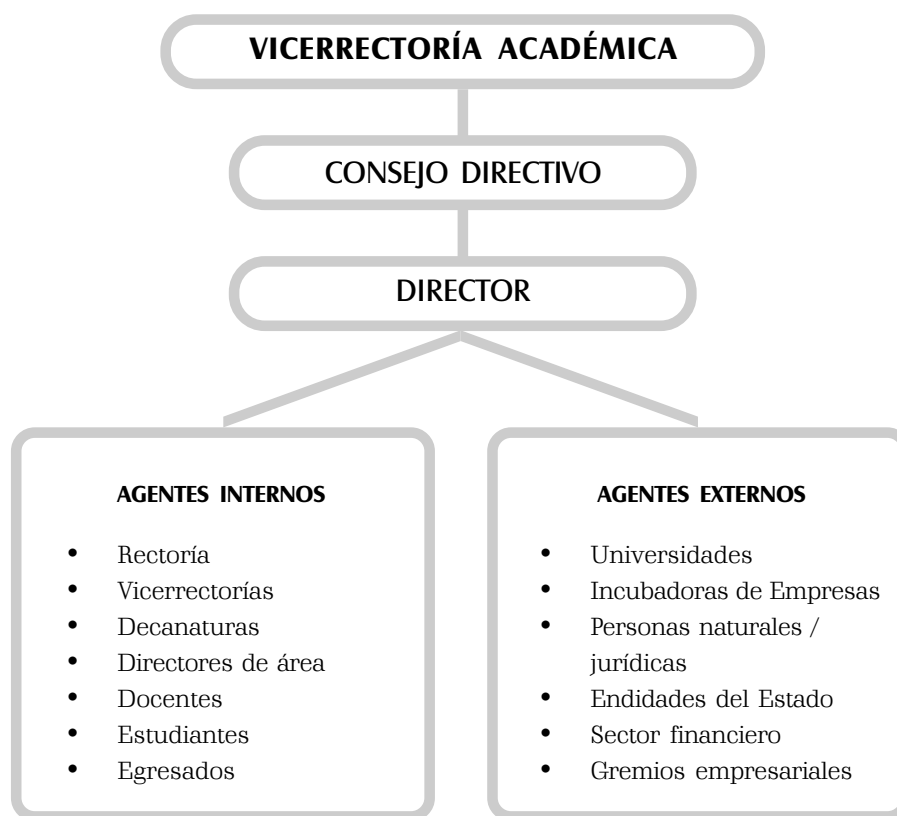 VICERRECTORÍA ACADÉMICA
CONSEJO DIRECTIVO
DIRECTOR
AGENTES INTERNOS
• Rectoría
• Vicerrectorías
• Decanaturas
• Directores de área
• Docentes
• Estudiantes
• Egresados
AGENTES EXTERNOS
• Universidades
• Incubadoras de Empresas
• Personas naturales /
jurídicas
• Endidades del Estado
• Sector financiero
• Gremios empresariales